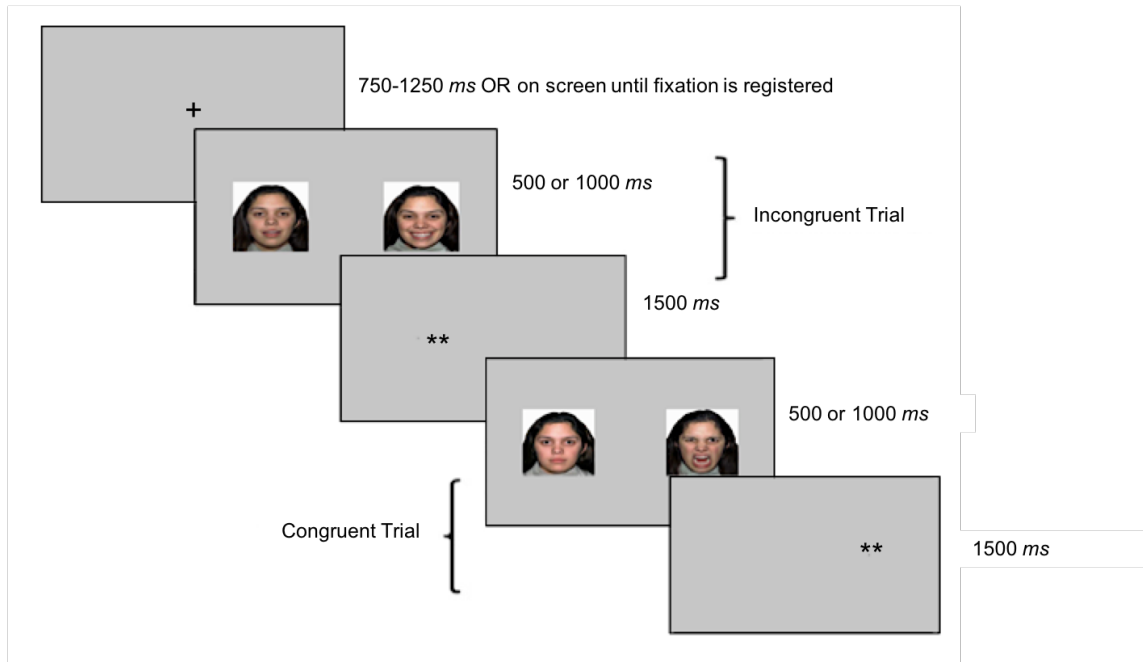 +
750-1250 ms OR on screen until fixation is registered
500 or 1000 ms
Incongruent Trial
1500 ms
**
500 or 1000 ms
Congruent Trial
**
1500 ms